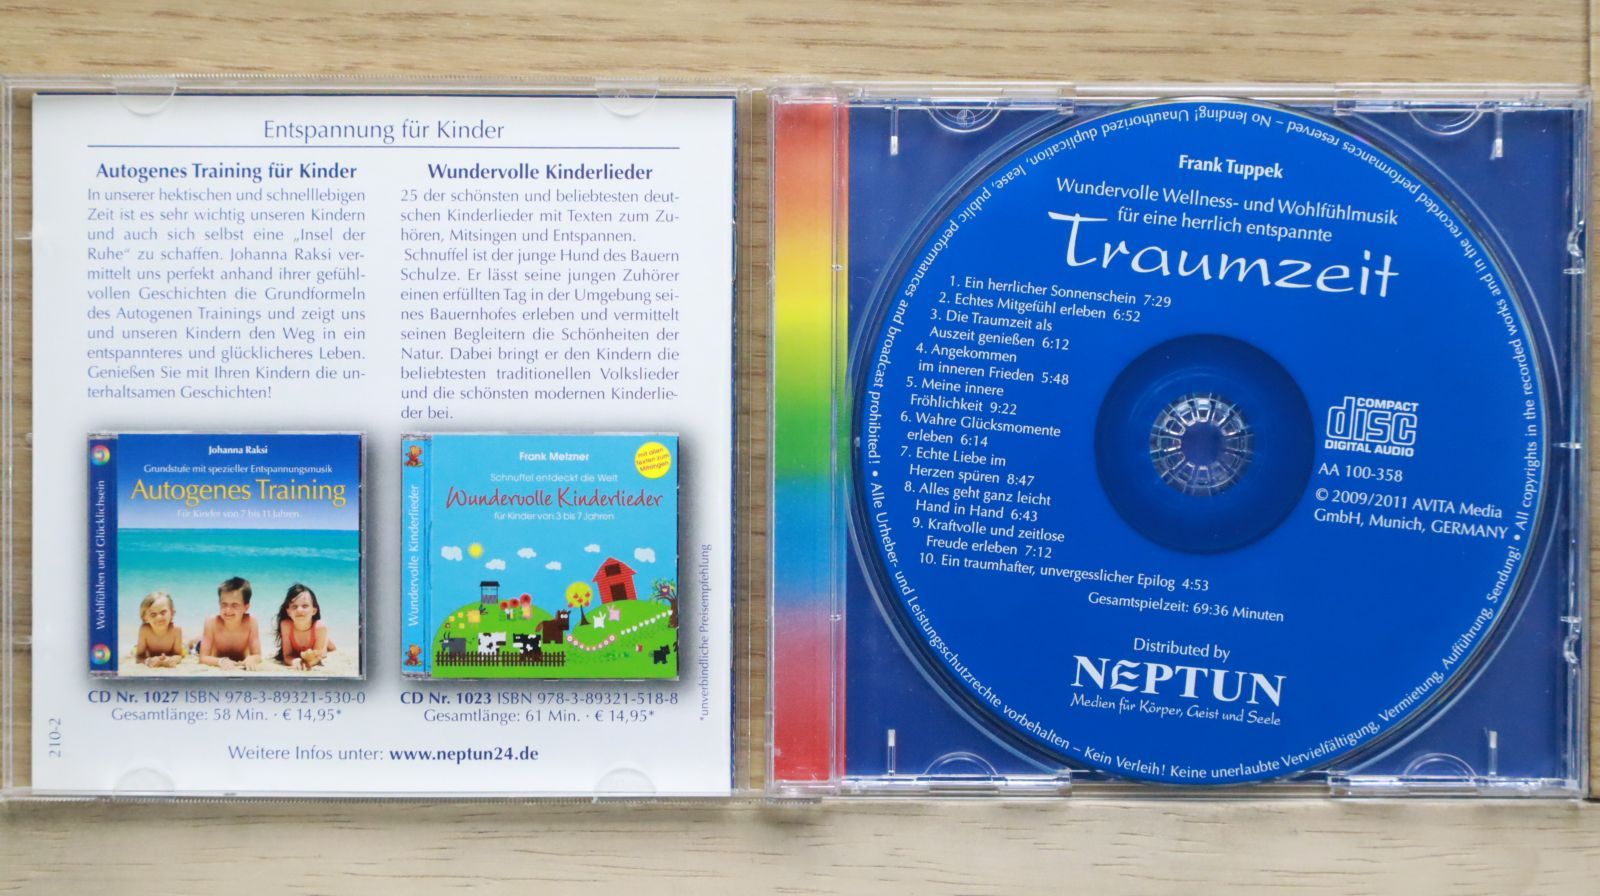 Entspannung für Kinder
Autogenes Training für Kinder
In unserer hektischen und schnelllebigen
Zeit ist es sehr wichtig unseren Kindern
und auch sich selbst eine „Insel der
Ruhe" zu schaffen. Johanna Raksi ver-
mittelt uns perfekt anhand ihrer gefühl-
vollen Geschichten die Grundformeln
des Autogenen Trainings und zeigt uns
und unseren Kindern den Weg in ein
entspannteres und glücklicheres Leben.
Genießen Sie mit Ihren Kindern die un-
terhaltsamen Geschichten!
Johanna Raksi
Grundstufe mit spezieller Entspannungsmusik
Autogenes Training
Für Kinder von 7 bis 11 Jahren.
Wohlfühlen und Glücklichsein
CD Nr. 1027 ISBN 978-3-89321-530-0
Gesamtlänge: 58 Min. · € 14,95*
Wundervolle Kinderlieder
25 der schönsten und beliebtesten deut-
schen Kinderlieder mit Texten zum Zu-
hören, Mitsingen und Entspannen.
Schnuffel ist der junge Hund des Bauern
Schulze. Er lässt seine jungen Zuhörer
einen erfüllten Tag in der Umgebung sei-
nes Bauernhofes erleben und vermittelt
seinen Begleitern die Schönheiten der
Natur. Dabei bringt er den Kindern die
beliebtesten traditionellen Volkslieder
und die schönsten modernen Kinderlie-
der bei.
Frank Metzner
mit allen
Texten zum
Mitsingen
Schnuffel entdeckt die Welt
Wundervolle Kinderlieder
für Kinder von 3 bis 7 Jahren
Wundervolle Kinderlieder
CD Nr. 1023 ISBN 978-3-89321-518-8
Gesamtlänge: 61 Min. · € 14,95*
*unverbindliche Preisempfehlung
210-2
Weitere Infos unter: www.neptun24.de
Frank Tuppek
Wundervolle Wellness- und Wohlfühlmusik
für eine herrlich entspannte
Traumzeit
1. Ein herrlicher Sonnenschein 7:29
2. Echtes Mitgefühl erleben 6:52
3. Die Traumzeit als
Auszeit genießen 6:12
4. Angekommen
im inneren Frieden 5:48
5. Meine innere
Fröhlichkeit 9:22
6. Wahre Glücksmomente
erleben 6:14
7. Echte Liebe im
Herzen spüren 8:47
8. Alles geht ganz leicht
Hand in Hand 6:43
9. Kraftvolle und zeitlose
Freude erleben 7:12
10. Ein traumhafter, unvergesslicher Epilog 4:53
Gesamtspielzeit: 69:36 Minuten
COMPACT
disc
DIGITAL AUDIO
AA 100-358
© 2009/2011 AVITA Media
GmbH, Munich, GERMANY
Distributed by
NEPTUN
Medien für Körper, Geist und Seele
• Alle Urheber- und Leistungsschutzrechte vorbehalten – Kein Verleih! Keine unerlaubte Vervielfältigung, Vermietung, Aufführung, Sendung! • All copyrights in the recorded works and in the recorded performances reserved – No lending! Unauthorized duplication, lease, public performances and broadcast prohibited!